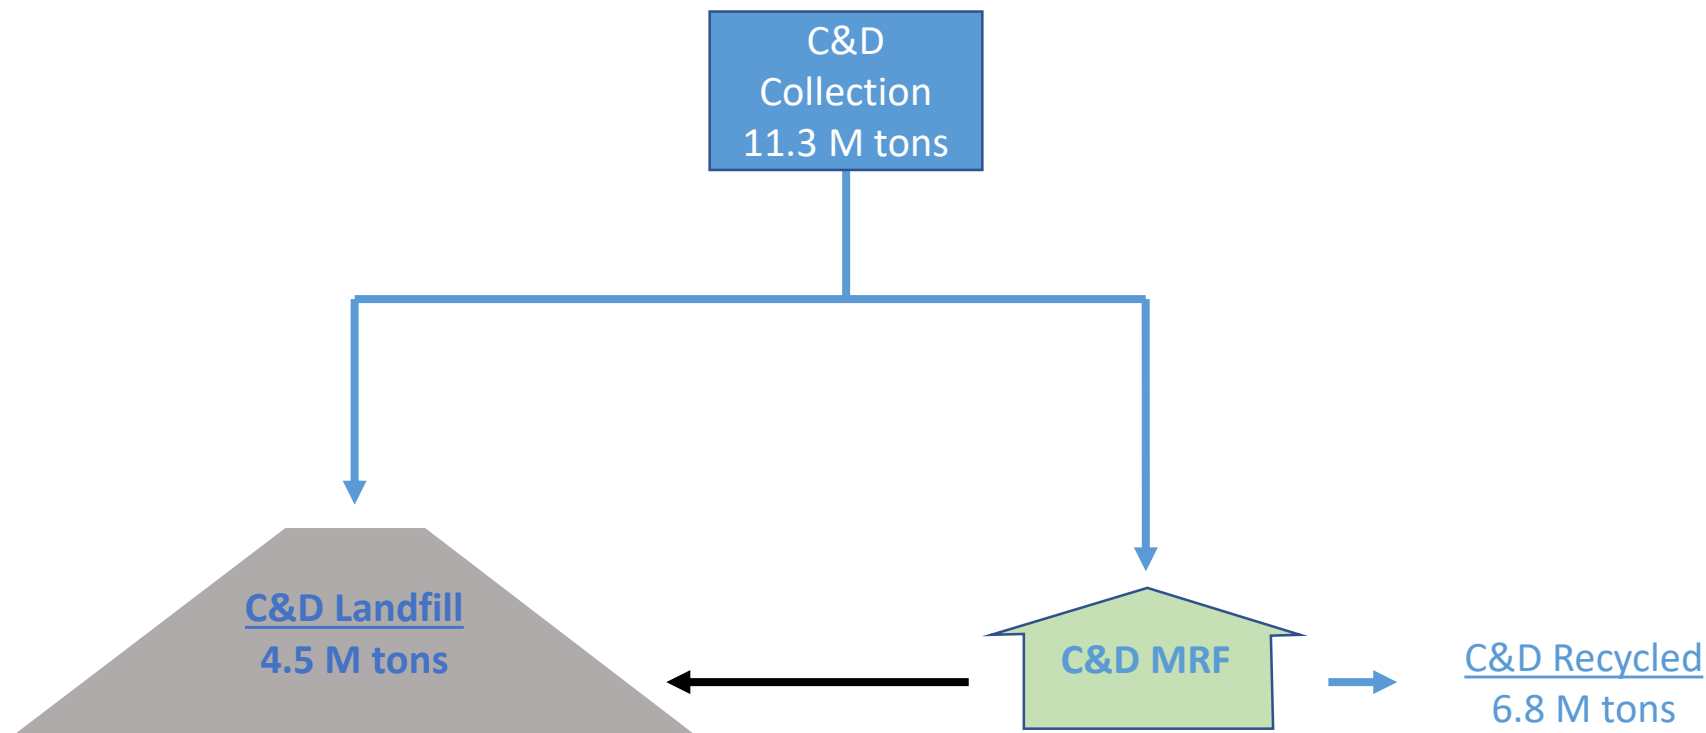 C&D
Collection
11.3 M tons
C&D Landfill
4.5 M tons
C&D MRF
C&D Recycled
6.8 M tons